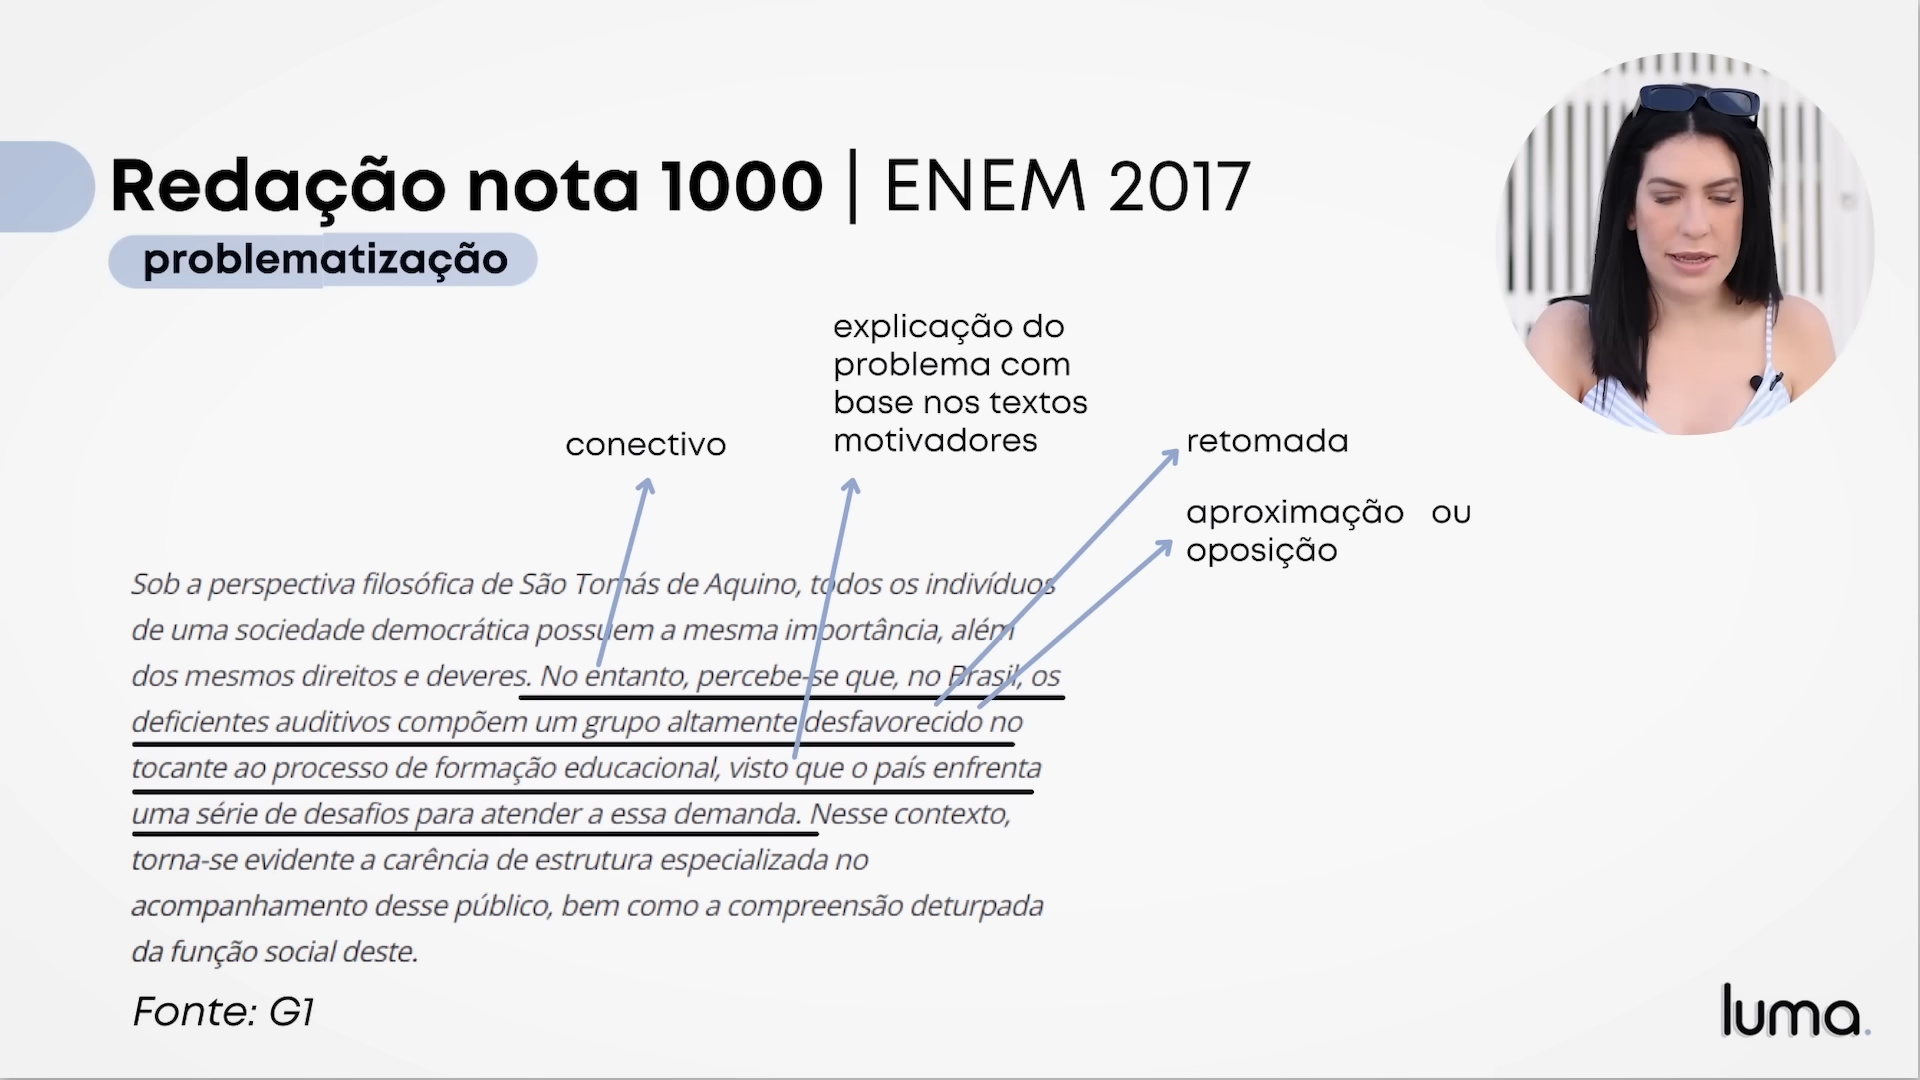 Redação nota 1000 | ENEM 2017
problematização
explicação do
problema com
base nos textos
motivadores
conectivo
retomada
aproximação ou
oposição
Sob a perspectiva filosófica de São Tomás de Aquino, todos os indivíduos
de uma sociedade democrática possuem a mesma importância, além
dos mesmos direitos e deveres. No entanto, percebe-se que, no Brasil, os
deficientes auditivos compõem um grupo altamente desfavorecido no
tocante ao processo de formação educacional, visto que o país enfrenta
uma série de desafios para atender a essa demanda. Nesse contexto,
torna-se evidente a carência de estrutura especializada no
acompanhamento desse público, bem como a compreensão deturpada
da função social deste.
Fonte: G1
luma.